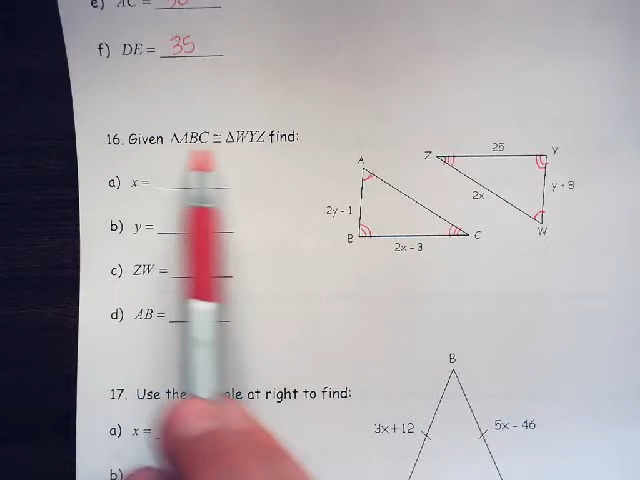 e) AC = 
f) DE = 35
16. Given ΔABC ≅ ΔWYZ find:
a) x =
b) y =
c) ZW =
d) AB =
A
2y - 1
B
2x - 3
C
Z
25
Y
y + 8
2x
W
17. Use the at right to find:
a) x =
b)
B
3x+12
5x - 46